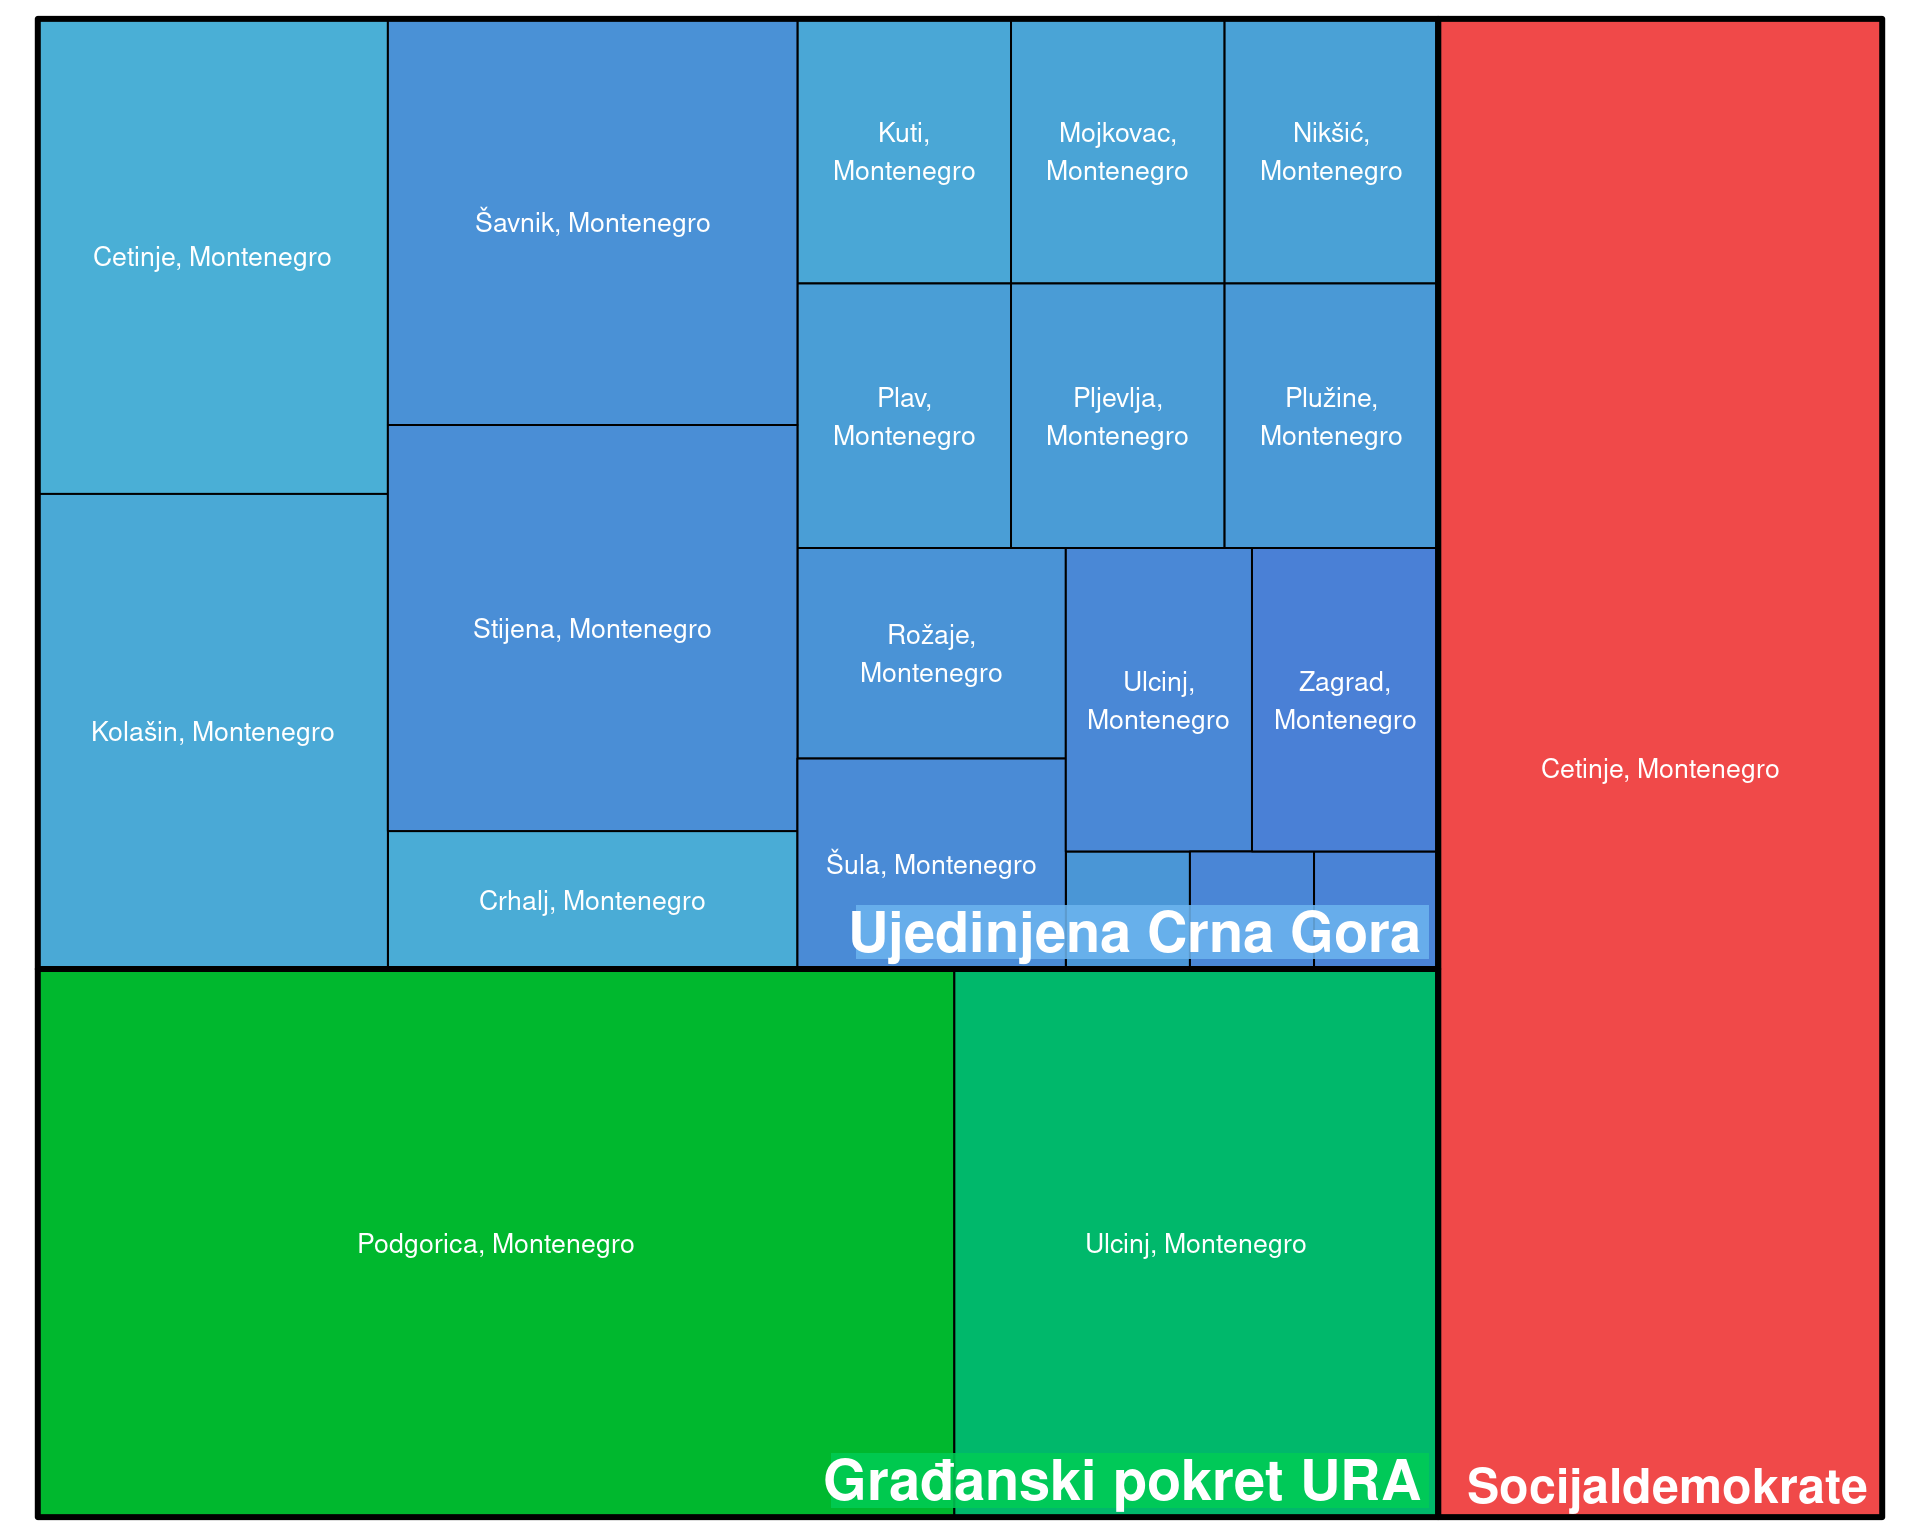 Cetinje, Montenegro
Kolašin, Montenegro
Šavnik, Montenegro
Stijena, Montenegro
Crhalj, Montenegro
Kuti,
Montenegro
Mojkovac,
Montenegro
Nikšić,
Montenegro
Plav,
Montenegro
Pljevlja,
Montenegro
Plužine,
Montenegro
Rožaje,
Montenegro
Šula, Montenegro
Ulcinj,
Montenegro
Zagrad,
Montenegro
Ujedinjena Crna Gora
Podgorica, Montenegro
Ulcinj, Montenegro
Građanski pokret URA
Cetinje, Montenegro
Socijaldemokrate